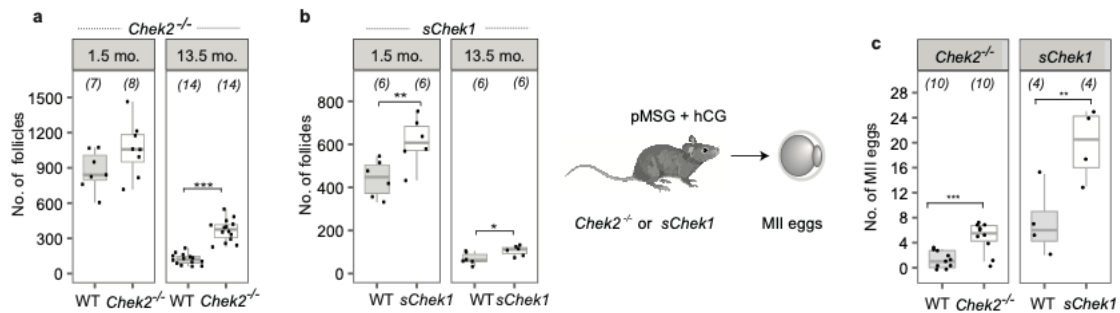 a
Chek2-/-
1.5 mo. 13.5 mo.
(7) (8) (14) (14)
No. of follicles
1500
1200
900
600
300
0
***
WT Chek2-/- WT Chek2-/-
b
sChek1
1.5 mo. 13.5 mo.
(6) (6) (6) (6)
No. of follicles
800
600
400
200
0
**
*
WT sChek1 WT sChek1
pMSG + hCG
Chek2-/- or sChek1 MII eggs
c
Chek2-/- sChek1
(10) (10) (4) (4)
No. of MII eggs
28
24
20
16
12
8
4
0
***
**
WT Chek2-/- WT sChek1